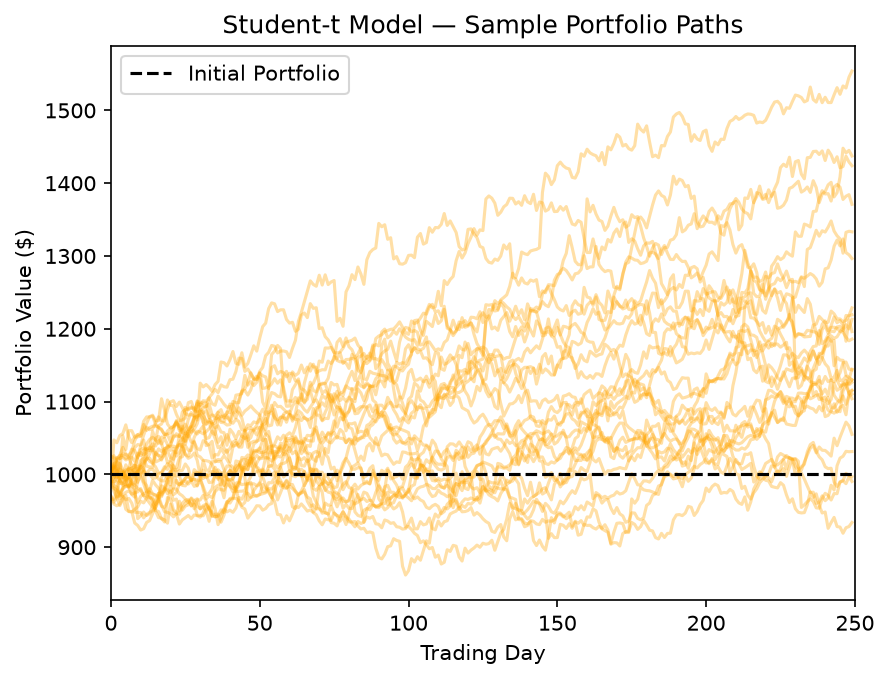 Student-t Model — Sample Portfolio Paths
Initial Portfolio
Portfolio Value ($)
1500
1400
1300
1200
1100
1000
900
0 50 100 150 200 250
Trading Day